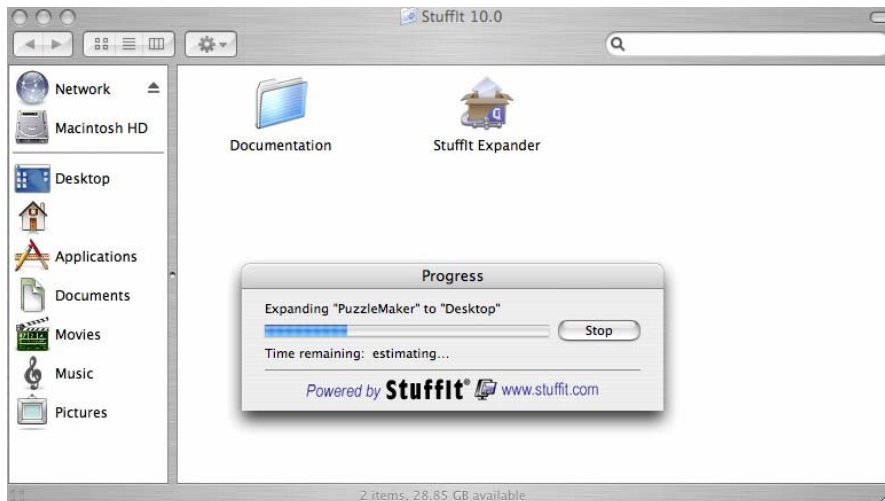 StuffIt 10.0
Network
Macintosh HD
Desktop
Applications
Documents
Movies
Music
Pictures
Documentation
StuffIt Expander
Progress
Expanding "PuzzleMaker" to "Desktop"
Stop
Time remaining: estimating...
Powered by StuffIt® www.stuffit.com
2 items, 28.85 GB available